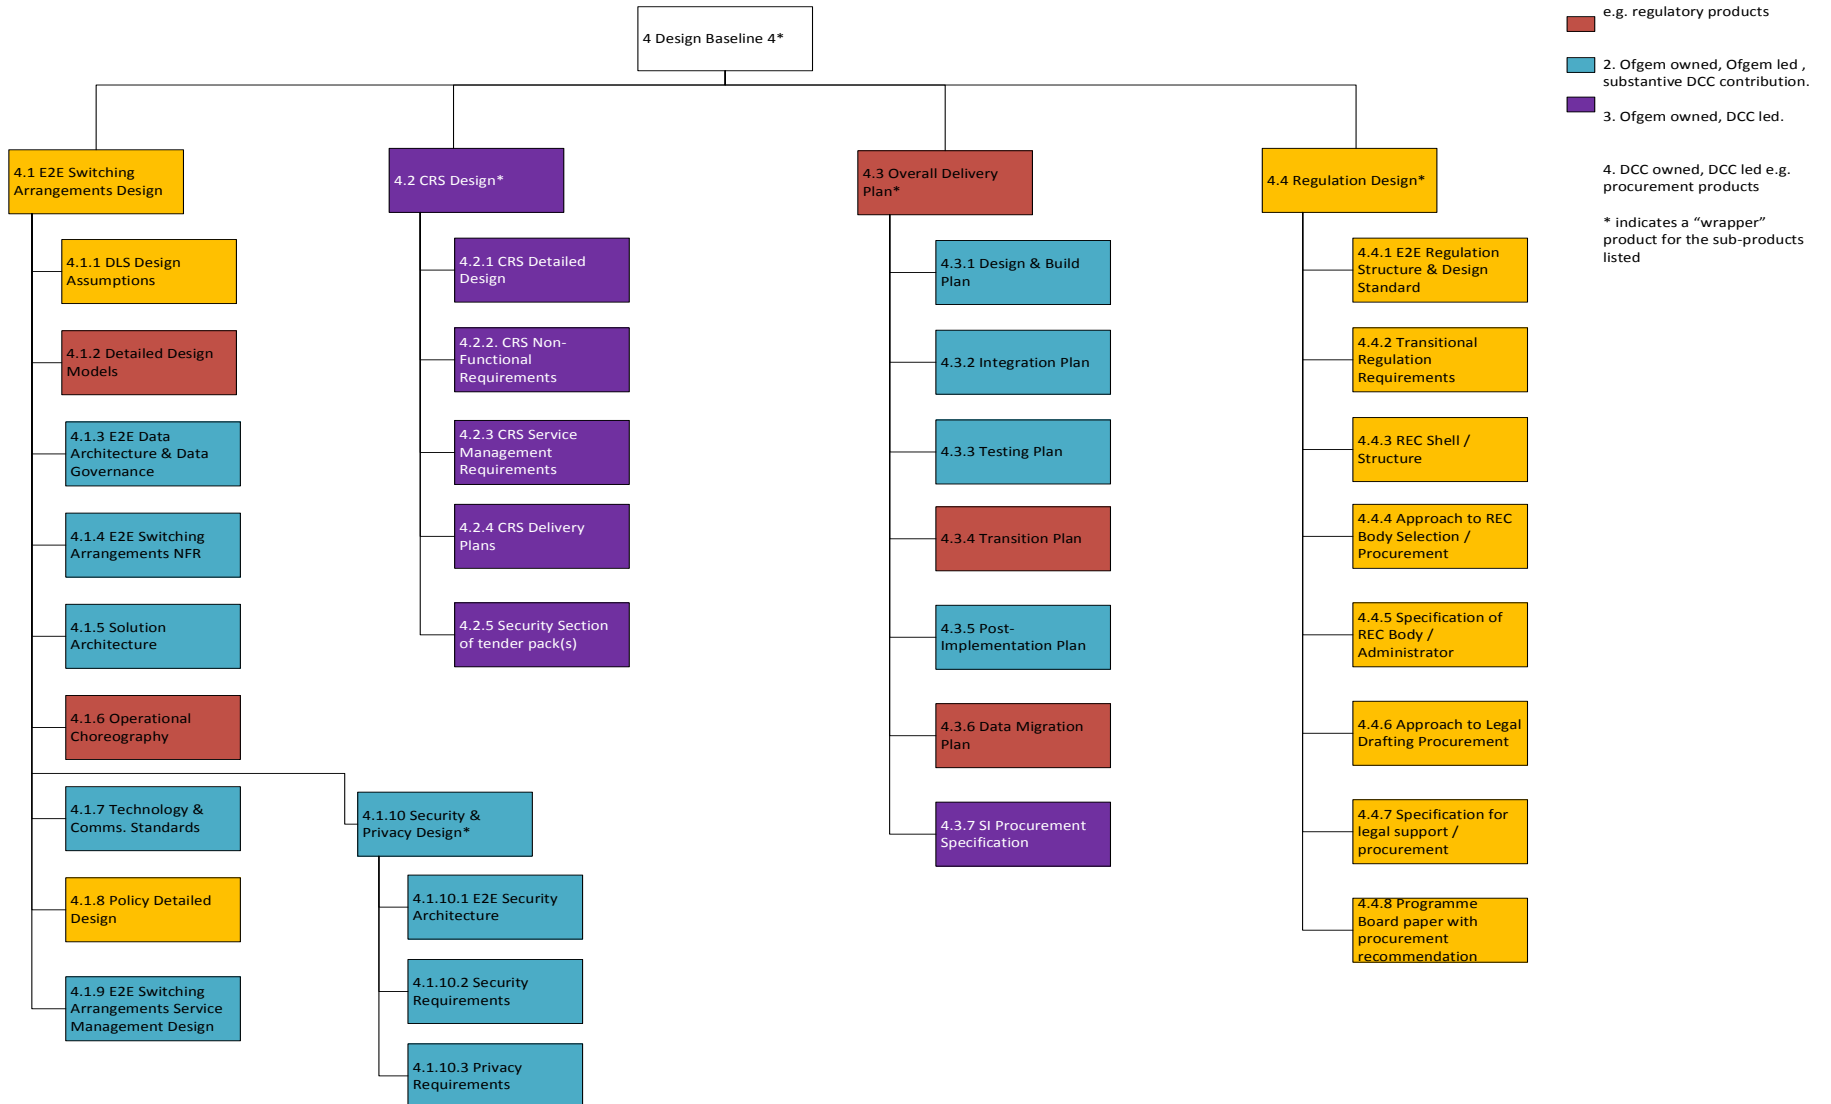 4 Design Baseline 4*
e.g. regulatory products
2. Ofgem owned, Ofgem led ,
substantive DCC contribution.
3. Ofgem owned, DCC led.
4. DCC owned, DCC led e.g.
procurement products
* indicates a “wrapper”
product for the sub-products
listed
4.1 E2E Switching
Arrangements Design
4.1.1 DLS Design
Assumptions
4.1.2 Detailed Design
Models
4.1.3 E2E Data
Architecture & Data
Governance
4.1.4 E2E Switching
Arrangements NFR
4.1.5 Solution
Architecture
4.1.6 Operational
Choreography
4.1.7 Technology &
Comms. Standards
4.1.8 Policy Detailed
Design
4.1.9 E2E Switching
Arrangements Service
Management Design
4.1.10 Security &
Privacy Design*
4.1.10.1 E2E Security
Architecture
4.1.10.2 Security
Requirements
4.1.10.3 Privacy
Requirements
4.2 CRS Design*
4.2.1 CRS Detailed
Design
4.2.2. CRS Non-
Functional
Requirements
4.2.3 CRS Service
Management
Requirements
4.2.4 CRS Delivery
Plans
4.2.5 Security Section
of tender pack(s)
4.3 Overall Delivery
Plan*
4.3.1 Design & Build
Plan
4.3.2 Integration Plan
4.3.3 Testing Plan
4.3.4 Transition Plan
4.3.5 Post-
Implementation Plan
4.3.6 Data Migration
Plan
4.3.7 SI Procurement
Specification
4.4 Regulation Design*
4.4.1 E2E Regulation
Structure & Design
Standard
4.4.2 Transitional
Regulation
Requirements
4.4.3 REC Shell /
Structure
4.4.4 Approach to REC
Body Selection /
Procurement
4.4.5 Specification of
REC Body /
Administrator
4.4.6 Approach to Legal
Drafting Procurement
4.4.7 Specification for
legal support /
procurement
4.4.8 Programme
Board paper with
procurement
recommendation